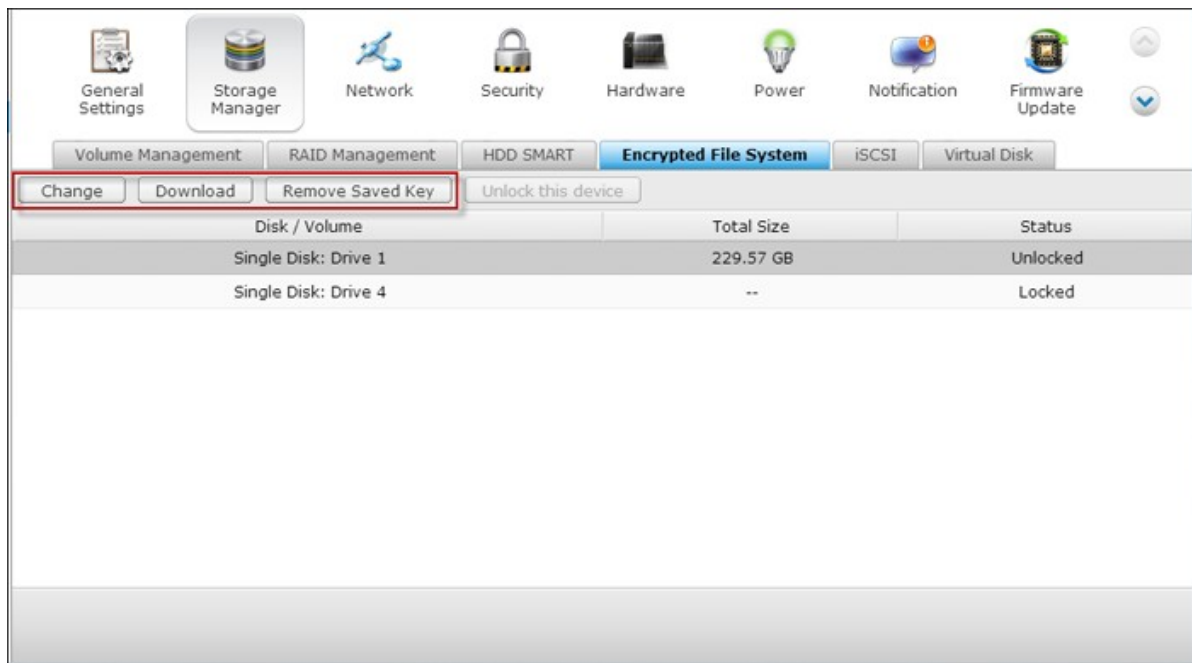 General Settings
Storage Manager
Network
Security
Hardware
Power
Notification
Firmware Update
Volume Management
RAID Management
HDD SMART
Encrypted File System
iSCSI
Virtual Disk
Change
Download
Remove Saved Key
Unlock this device
Disk / Volume Total Size Status
Single Disk: Drive 1 229.57 GB Unlocked
Single Disk: Drive 4 -- Locked